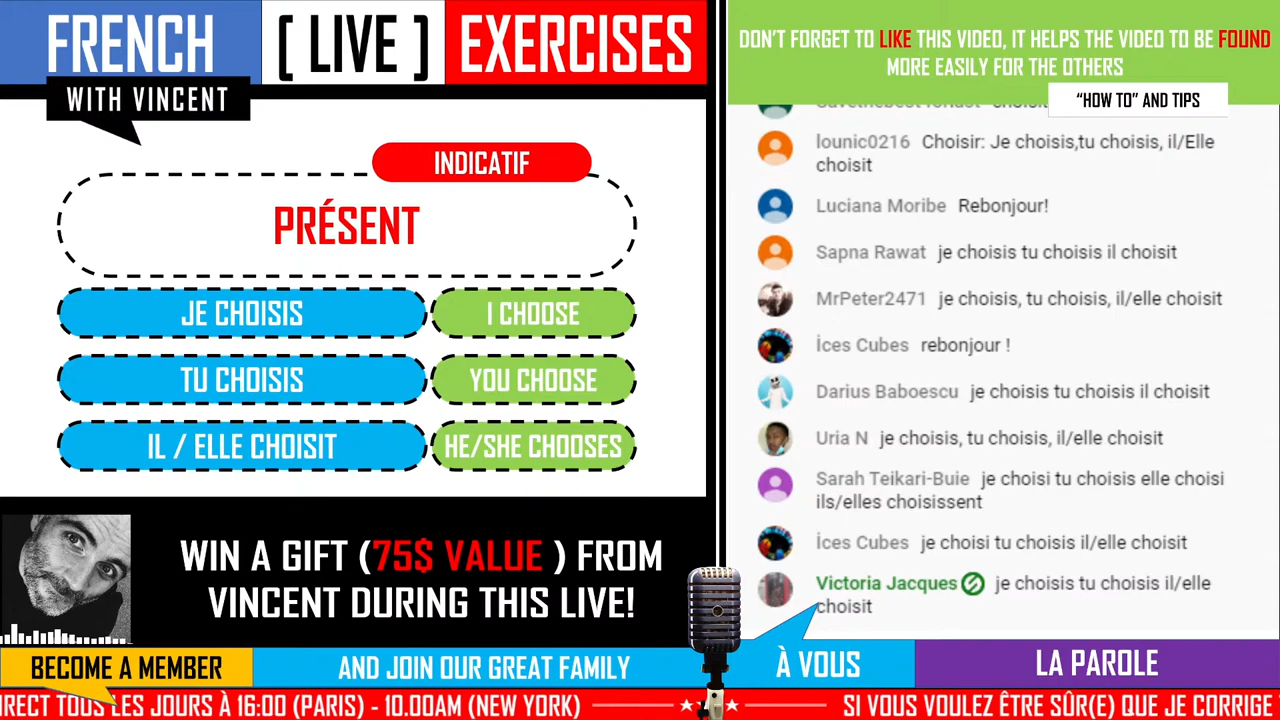 FRENCH [ LIVE ] EXERCISES
WITH VINCENT
INDICATIF
PRÉSENT
JE CHOISIS I CHOOSE
TU CHOISIS YOU CHOOSE
IL / ELLE CHOISIT HE/SHE CHOOSES
WIN A GIFT (75$ VALUE ) FROM
VINCENT DURING THIS LIVE!
DON'T FORGET TO LIKE THIS VIDEO, IT HELPS THE VIDEO TO BE FOUND
MORE EASILY FOR THE OTHERS
“HOW TO” AND TIPS
lounic0216 Choisir: Je choisis,tu choisis, il/Elle
choisit
Luciana Moribe Rebonjour!
Sapna Rawat je choisis tu choisis il choisit
MrPeter2471 je choisis, tu choisis, il/elle choisit
İces Cubes rebonjour !
Darius Baboescu je choisis tu choisis il choisit
Uria N je choisis, tu choisis, il/elle choisit
Sarah Teikari-Buie je choisi tu choisis elle choisi
ils/elles choisissent
İces Cubes je choisi tu choisis il/elle choisit
Victoria Jacques je choisis tu choisis il/elle
choisit
BECOME A MEMBER AND JOIN OUR GREAT FAMILY À VOUS LA PAROLE
IRECT TOUS LES JOURS À 16:00 (PARIS) - 10.00AM (NEW YORK) SI VOUS VOULEZ ÊTRE SÛR(E) QUE JE CORRIGE